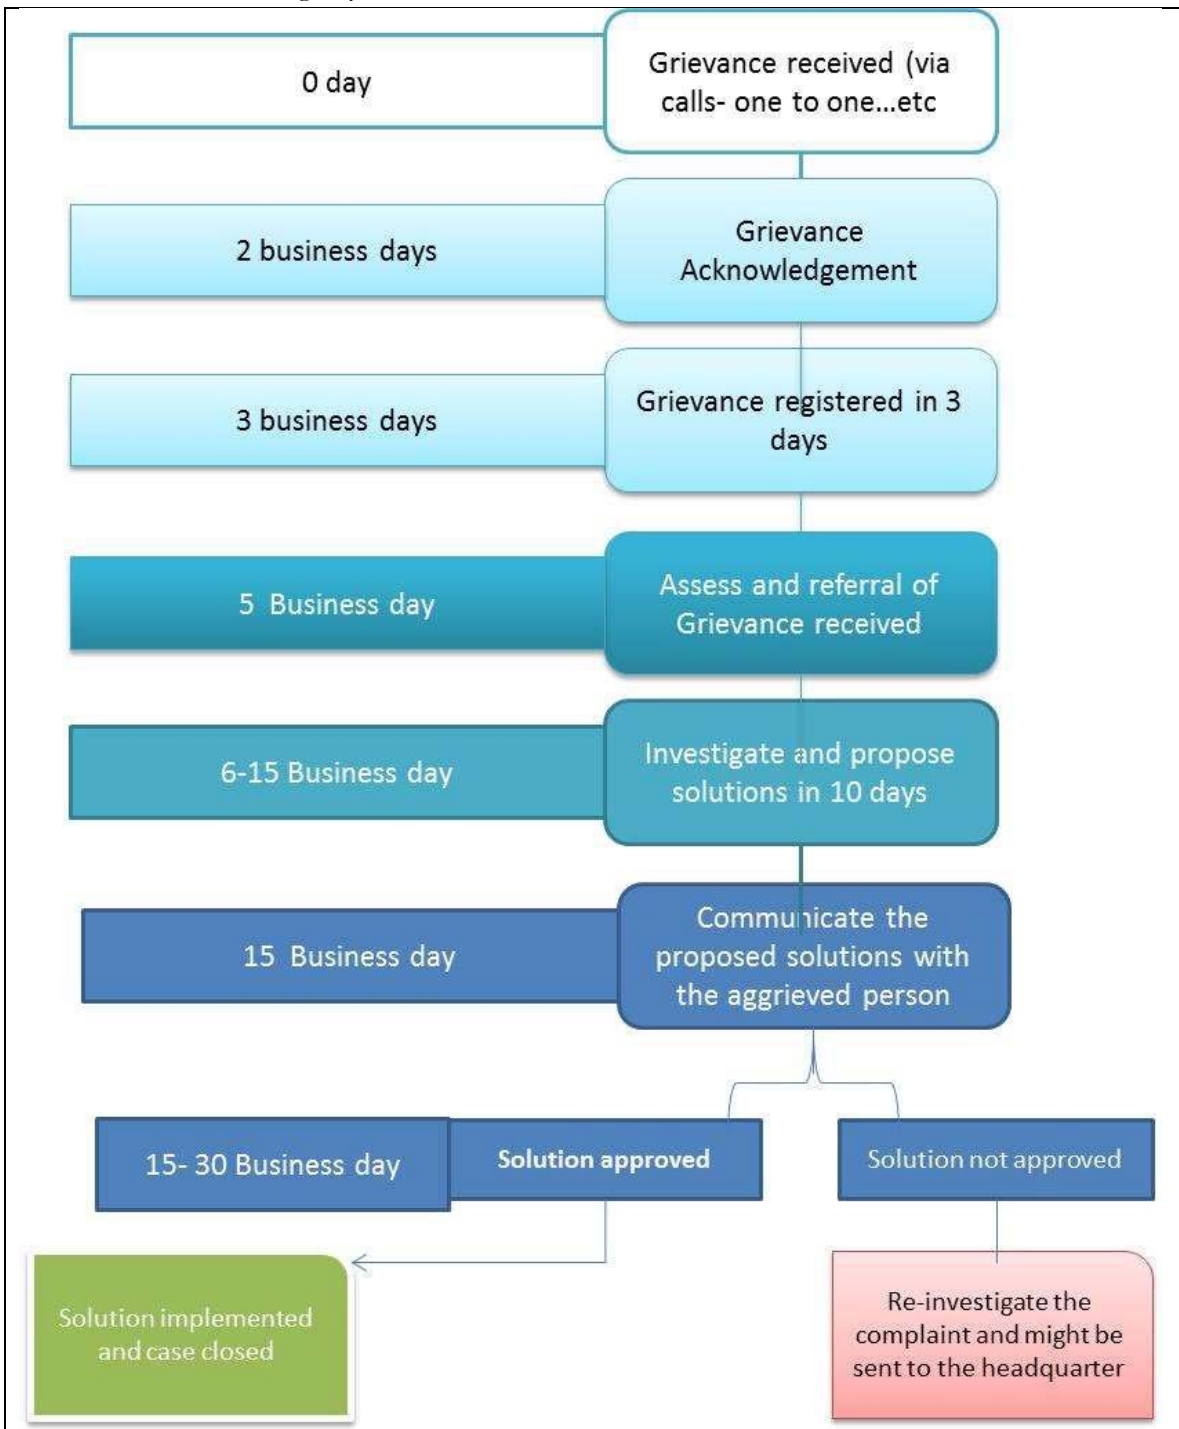 0 day
Grievance received (via
calls- one to one...etc
2 business days
Grievance
Acknowledgement
3 business days
Grievance registered in 3
days
5 Business day
Assess and referral of
Grievance received
6-15 Business day
Investigate and propose
solutions in 10 days
15 Business day
Communicate the
proposed solutions with
the aggrieved person
15- 30 Business day
Solution approved
Solution not approved
Solution implemented
and case closed
Re-investigate the
complaint and might be
sent to the headquarter